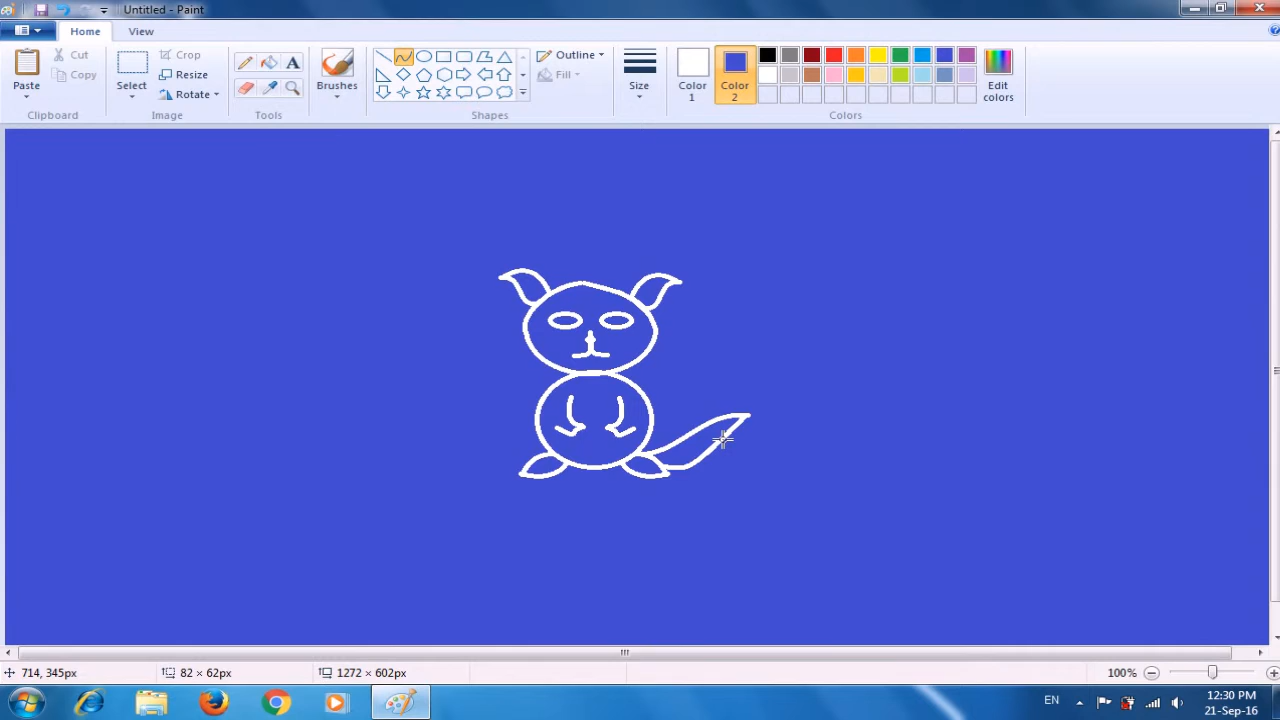 Untitled - Paint
Home View
Paste
Cut
Copy
Clipboard
Select
Crop
Resize
Rotate
Image
A
Tools
Brushes
Shapes
Outline
Fill
Size
Color
1
Color
2
Edit
colors
Colors
714, 345px
82 × 62px
1272 × 602px
100%
EN
12:30 PM
21-Sep-16